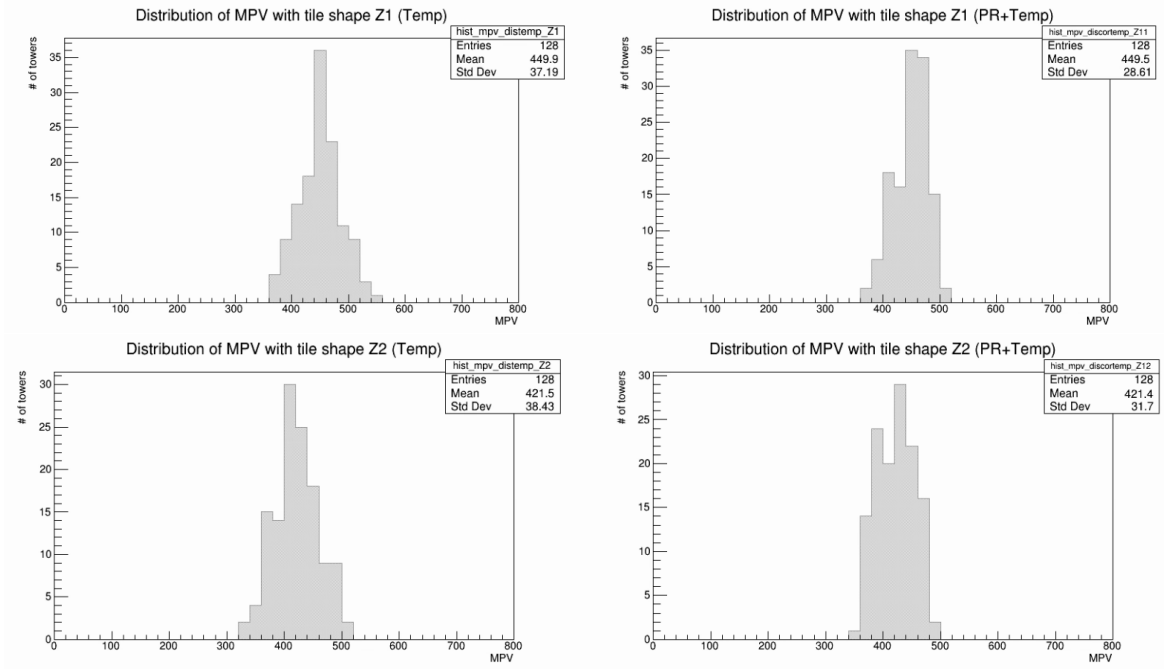 Distribution of MPV with tile shape Z1 (Temp)
hist_mpv_distemp_Z1
Entries 128
Mean 449.9
Std Dev 37.19
# of towers
35
30
25
20
15
10
5
0
0 100 200 300 400 500 600 700 800
MPV
Distribution of MPV with tile shape Z1 (PR+Temp)
hist_mpv_discortemp_Z11
Entries 128
Mean 449.5
Std Dev 28.61
# of towers
35
30
25
20
15
10
5
0
0 100 200 300 400 500 600 700 800
MPV
Distribution of MPV with tile shape Z2 (Temp)
hist_mpv_distemp_Z2
Entries 128
Mean 421.5
Std Dev 38.43
# of towers
30
25
20
15
10
5
0
0 100 200 300 400 500 600 700 800
MPV
Distribution of MPV with tile shape Z2 (PR+Temp)
hist_mpv_discortemp_Z12
Entries 128
Mean 421.4
Std Dev 31.7
# of towers
30
25
20
15
10
5
0
0 100 200 300 400 500 600 700 800
MPV